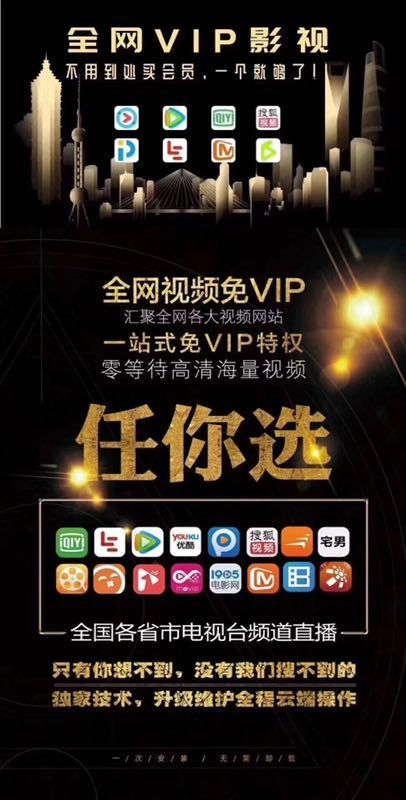 全网VIP影视
不用到处买会员,一个就够了!
iQIYI
搜狐
视频
全网视频免VIP
汇聚全网各大视频网站
一站式免VIP特权
零等待高清海量视频
任你选
iQIYI
YOUKU
优酷
搜狐
视频
宅男
movie
1905
电影网
全国各省市电视台频道直播
只有你想不到,没有我们搜不到的
独家技术,升级维护全程云端操作
一/次/安/装/无/需/卸/载